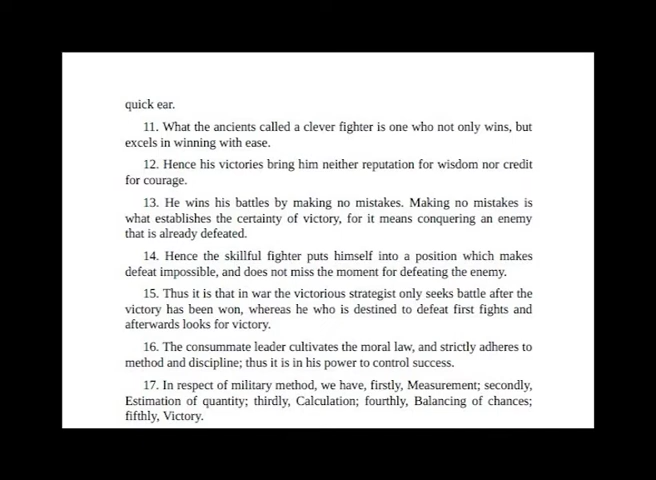 quick ear.
11. What the ancients called a clever fighter is one who not only wins, but
excels in winning with ease.
12. Hence his victories bring him neither reputation for wisdom nor credit
for courage.
13. He wins his battles by making no mistakes. Making no mistakes is
what establishes the certainty of victory, for it means conquering an enemy
that is already defeated.
14. Hence the skillful fighter puts himself into a position which makes
defeat impossible, and does not miss the moment for defeating the enemy.
15. Thus it is that in war the victorious strategist only seeks battle after the
victory has been won, whereas he who is destined to defeat first fights and
afterwards looks for victory.
16. The consummate leader cultivates the moral law, and strictly adheres to
method and discipline; thus it is in his power to control success.
17. In respect of military method, we have, firstly, Measurement; secondly,
Estimation of quantity; thirdly, Calculation; fourthly, Balancing of chances;
fifthly, Victory.